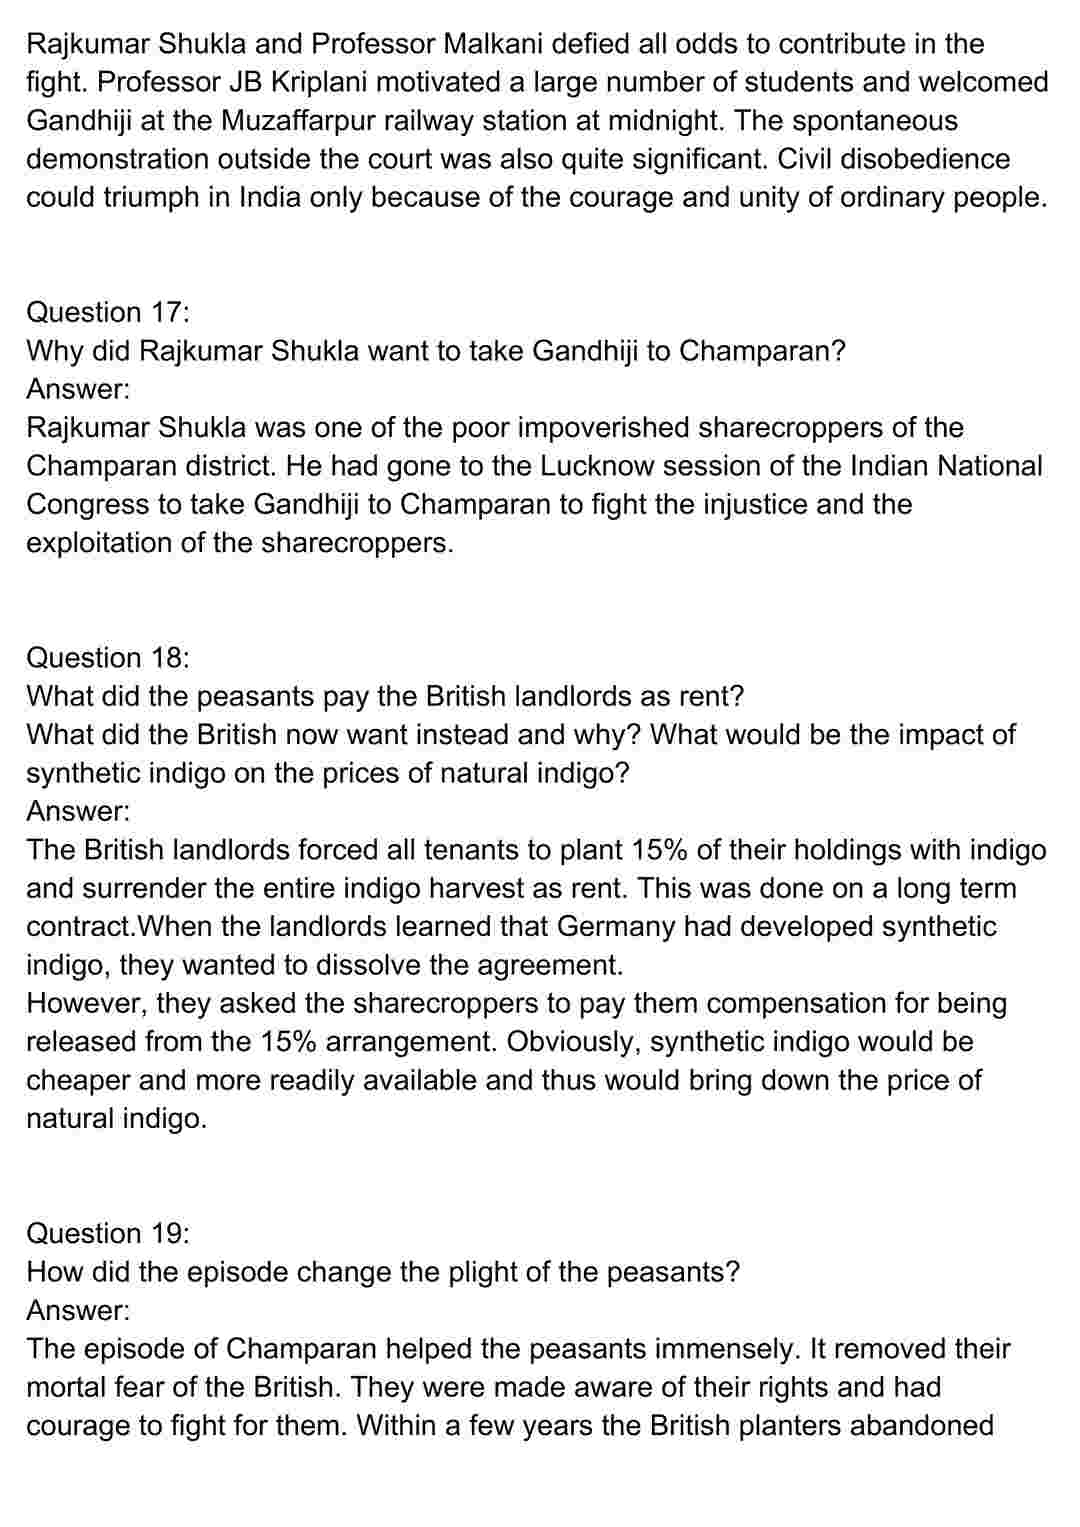 Rajkumar Shukla and Professor Malkani defied all odds to contribute in the
fight. Professor JB Kriplani motivated a large number of students and welcomed
Gandhiji at the Muzaffarpur railway station at midnight. The spontaneous
demonstration outside the court was also quite significant. Civil disobedience
could triumph in India only because of the courage and unity of ordinary people.
Question 17:
Why did Rajkumar Shukla want to take Gandhiji to Champaran?
Answer:
Rajkumar Shukla was one of the poor impoverished sharecroppers of the
Champaran district. He had gone to the Lucknow session of the Indian National
Congress to take Gandhiji to Champaran to fight the injustice and the
exploitation of the sharecroppers.
Question 18:
What did the peasants pay the British landlords as rent?
What did the British now want instead and why? What would be the impact of
synthetic indigo on the prices of natural indigo?
Answer:
The British landlords forced all tenants to plant 15% of their holdings with indigo
and surrender the entire indigo harvest as rent. This was done on a long term
contract.When the landlords learned that Germany had developed synthetic
indigo, they wanted to dissolve the agreement.
However, they asked the sharecroppers to pay them compensation for being
released from the 15% arrangement. Obviously, synthetic indigo would be
cheaper and more readily available and thus would bring down the price of
natural indigo.
Question 19:
How did the episode change the plight of the peasants?
Answer:
The episode of Champaran helped the peasants immensely. It removed their
mortal fear of the British. They were made aware of their rights and had
courage to fight for them. Within a few years the British planters abandoned